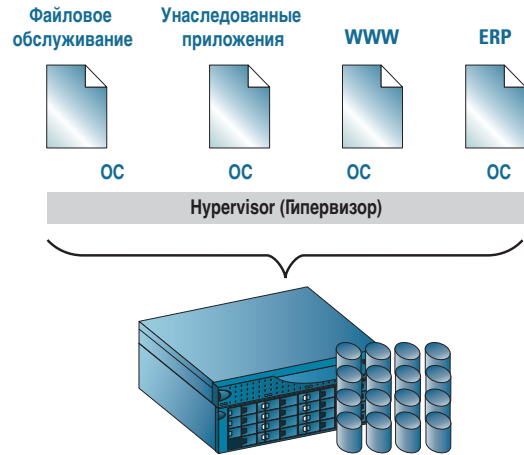 Файловое обслуживание
Унаследованные приложения
WWW
ERP
ОС
ОС
ОС
ОС
Hypervisor (Гипервизор)